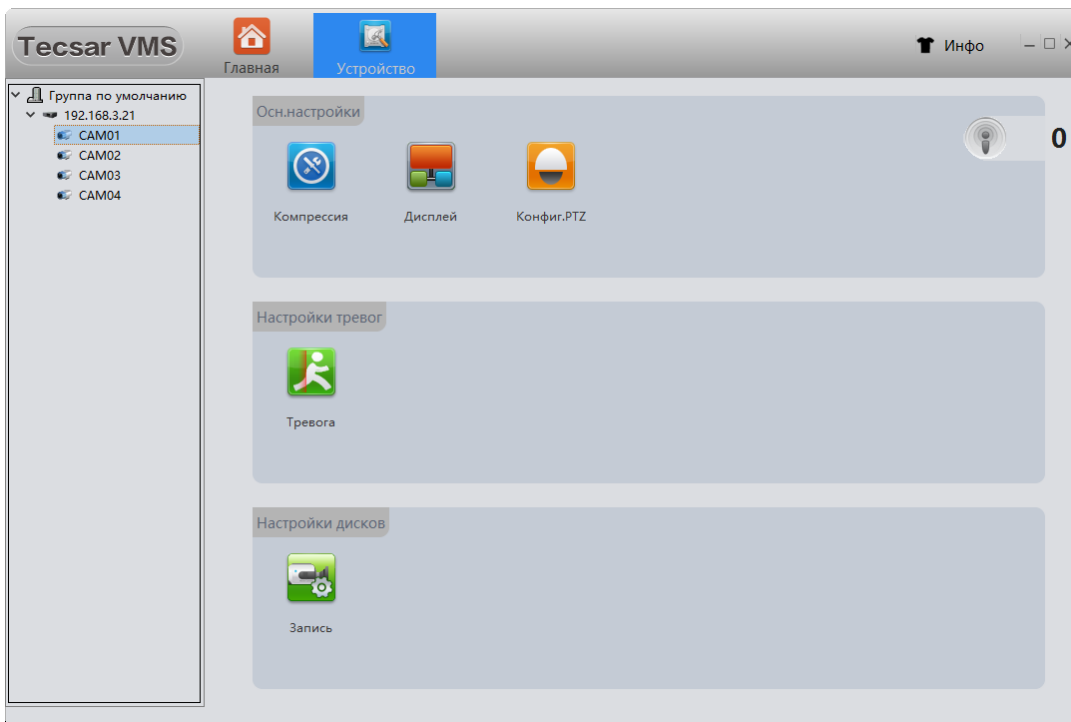 Tecsar VMS
Главная
Устройство
Инфо
Группа по умолчанию
192.168.3.21
CAM01
CAM02
CAM03
CAM04
Осн.настройки
0
Компрессия
Дисплей
Конфиг.PTZ
Настройки тревог
Тревога
Настройки дисков
Запись